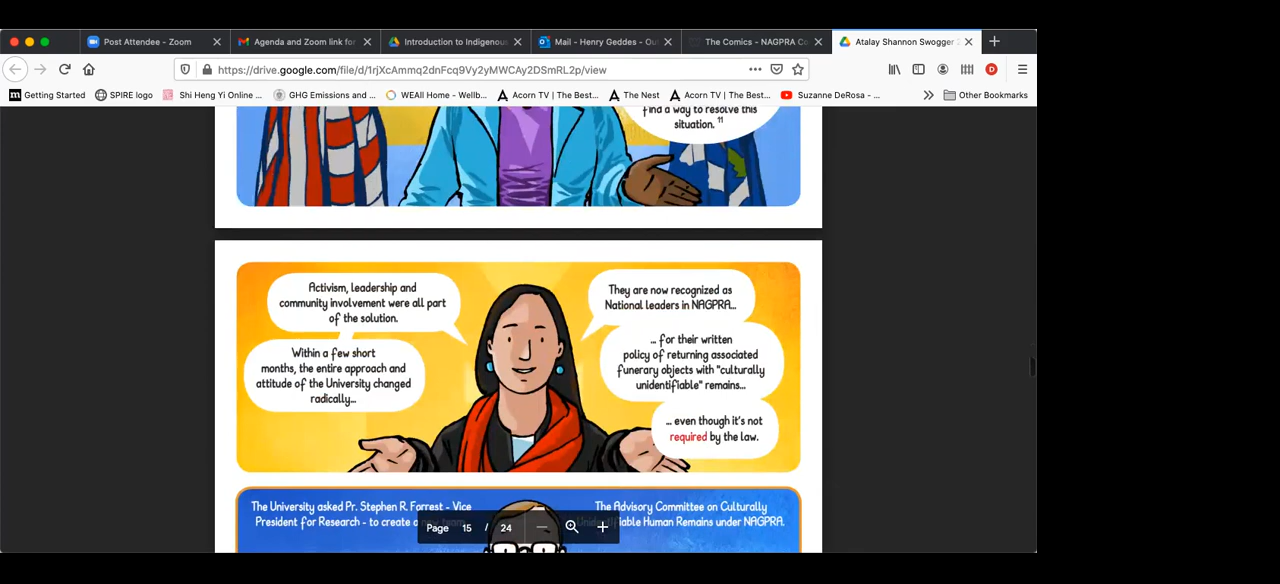 Post Attendee - Zoom
Agenda and Zoom link for
Introduction to Indigenou
Mail - Henry Geddes - Ou
The Comics - NAGPRA Co
Atalay Shannon Swogger
https://drive.google.com/file/d/1rjXcAmmq2dnFcq9Vy2yMWCAy2DSmRL2p/view
Getting Started
SPIRE logo
Shi Heng Yi Online ...
GHG Emissions and ...
WEAll Home - Wellb...
Acorn TV | The Best...
The Nest
Acorn TV | The Best...
Suzanne DeRosa - ...
Other Bookmarks
find a way to resolve this
situation. 11
Activism, leadership and
community involvement were all part
of the solution.
Within a few short
months, the entire approach and
attitude of the University changed
radically...
They are now recognized as
National leaders in NAGPRA...
... for their written
policy of returning associated
funerary objects with "culturally
unidentifiable" remains...
... even though it's not
required by the law.
The University asked Pr. Stephen R. Forrest - Vice
President for Research - to create a new team
The Advisory Committee on Culturally
Unidentifiable Human Remains under NAGPRA.
Page 15 / 24